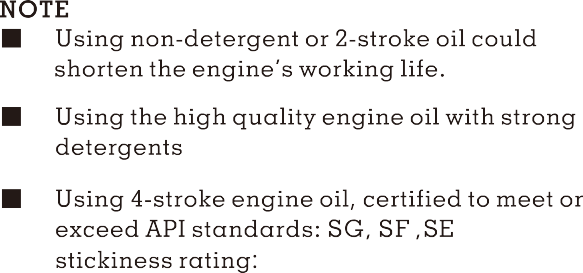 NOTE
■ Using non-detergent or 2-stroke oil could
shorten the engine's working life.
■ Using the high quality engine oil with strong
detergents
■ Using 4-stroke engine oil, certified to meet or
exceed API standards: SG, SF ,SE
stickiness rating: